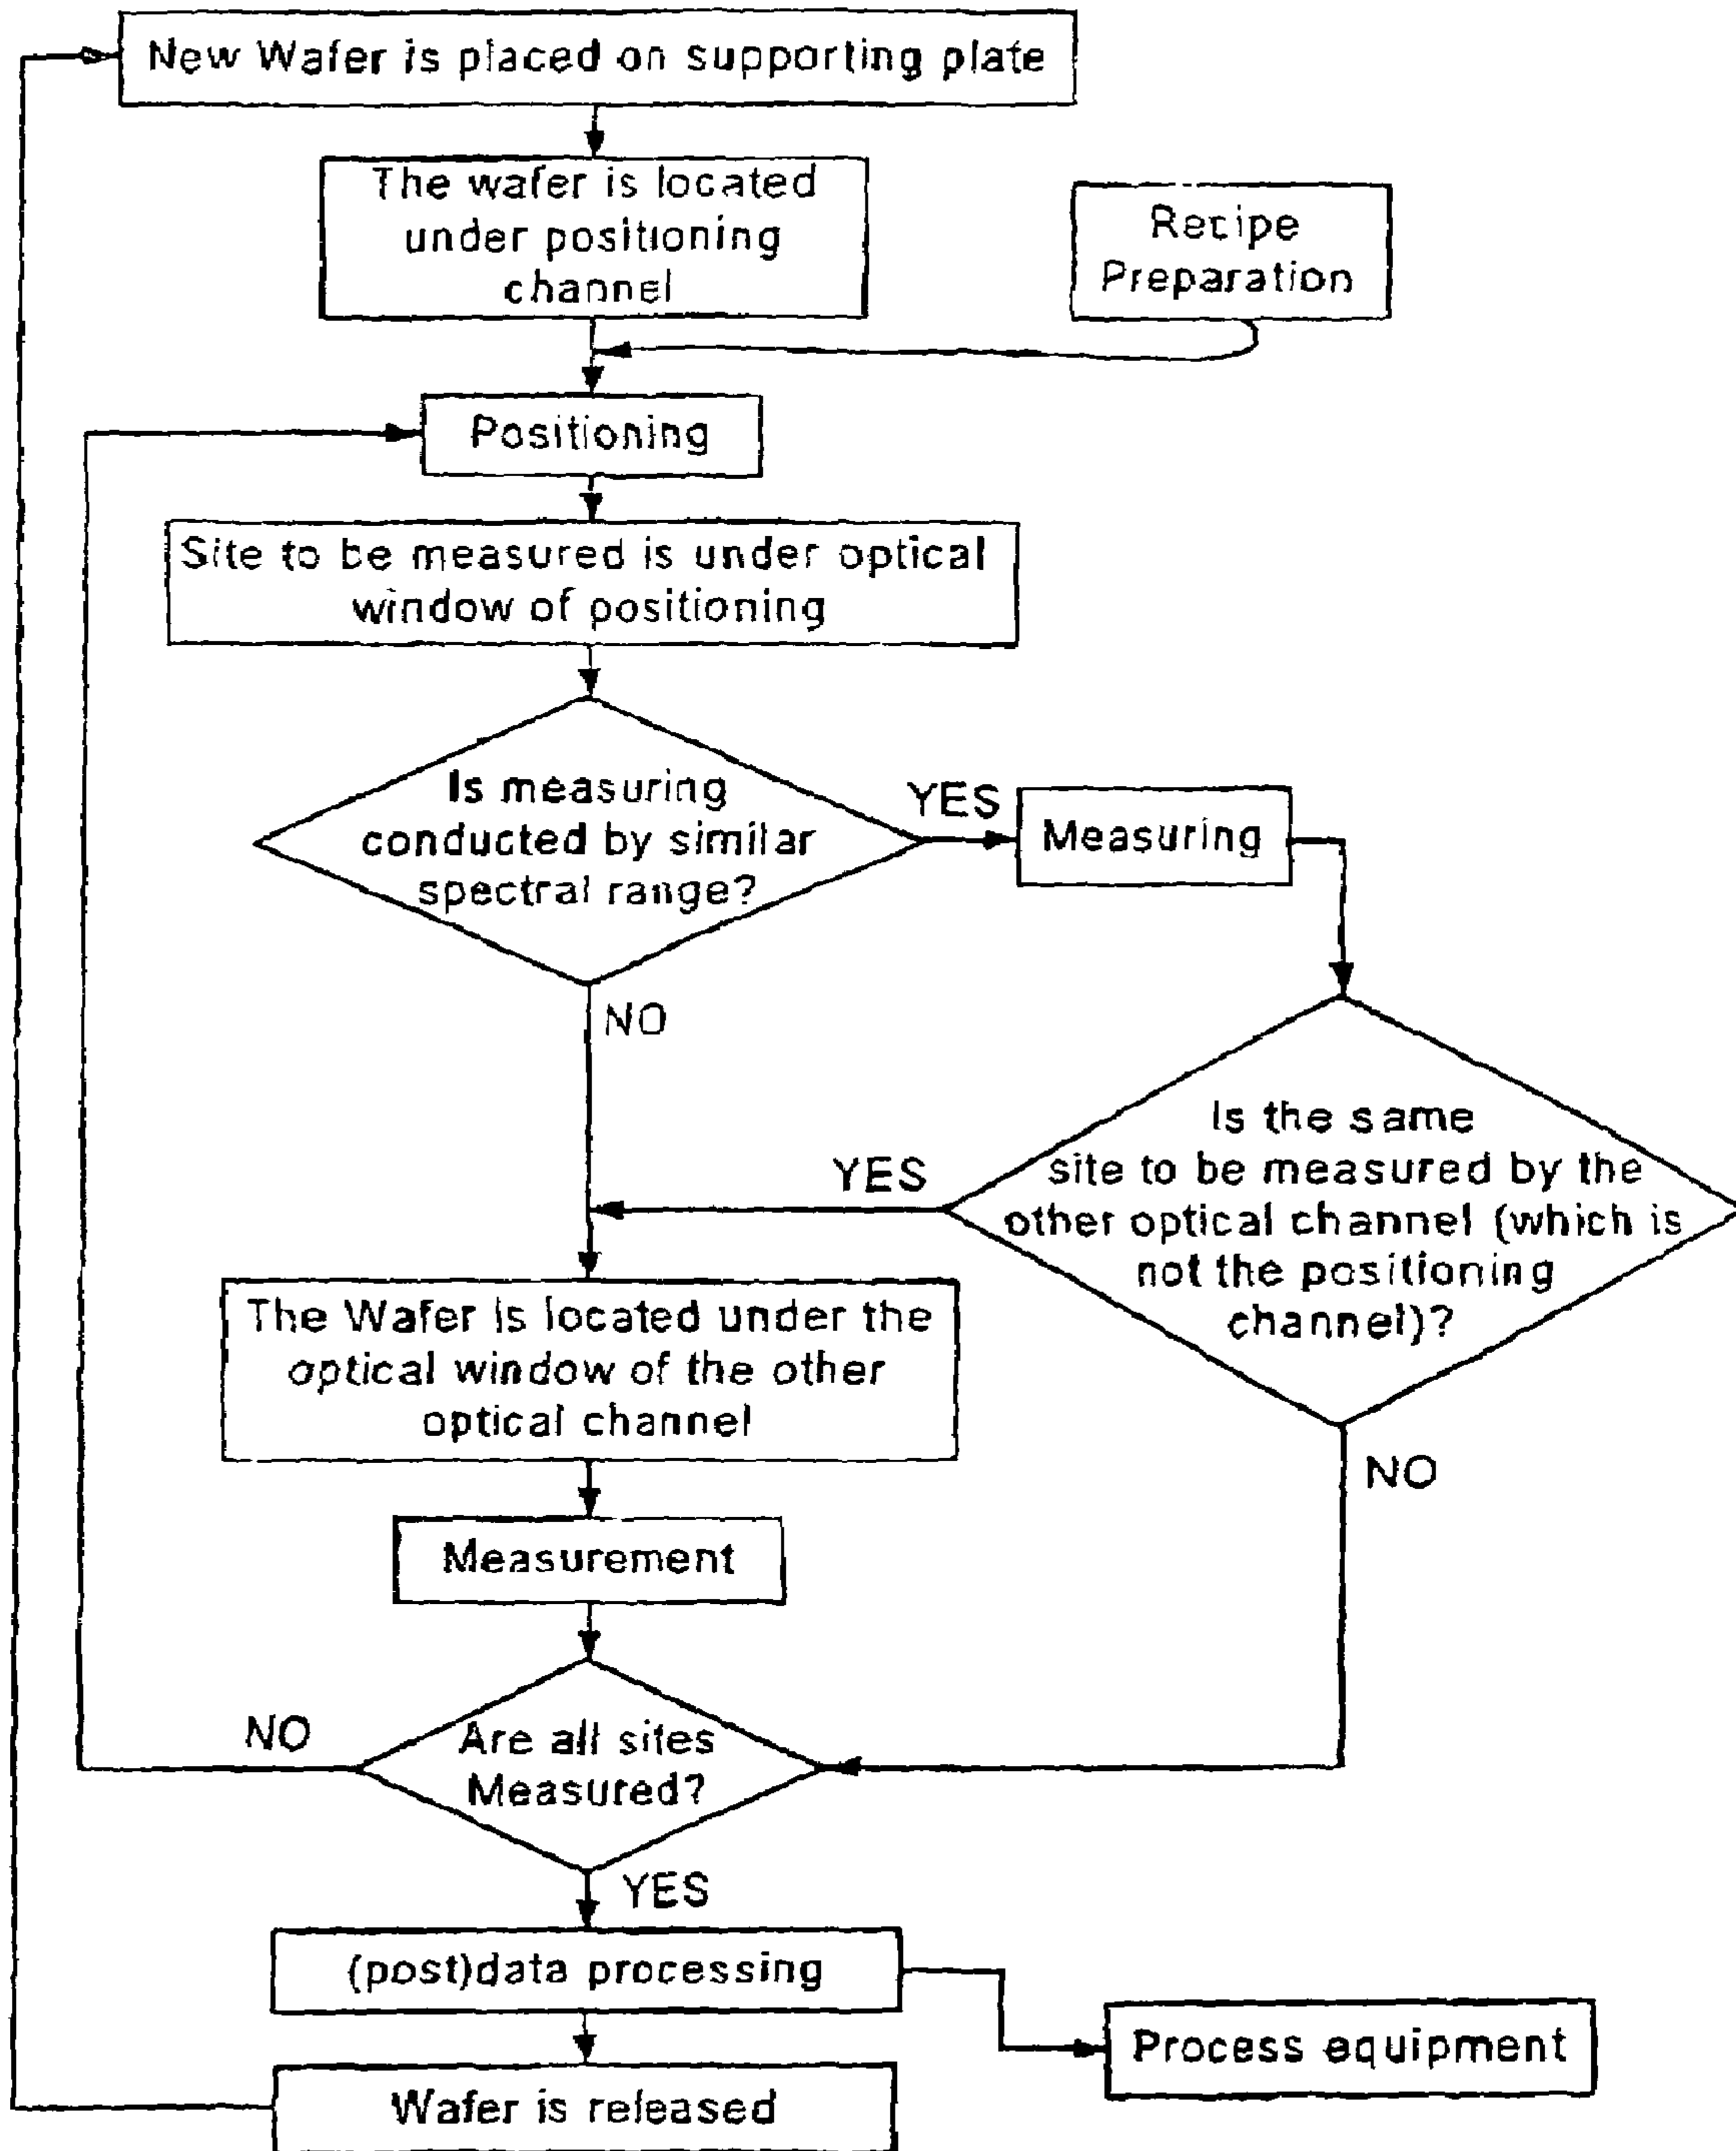 New Wafer is placed on supporting plate
The wafer is located
under positioning
channel
Recipe
Preparation
Positioning
Site to be measured is under optical
window of positioning
Is measuring
conducted by similar
spectral range?
YES
Measuring
NO
Is the same
site to be measured by the
other optical channel (which is
not the positioning
channel)?
YES
The Wafer is located under the
optical window of the other
optical channel
NO
Measurement
Are all sites
Measured?
NO
YES
(post)data processing
Process equipment
Wafer is released